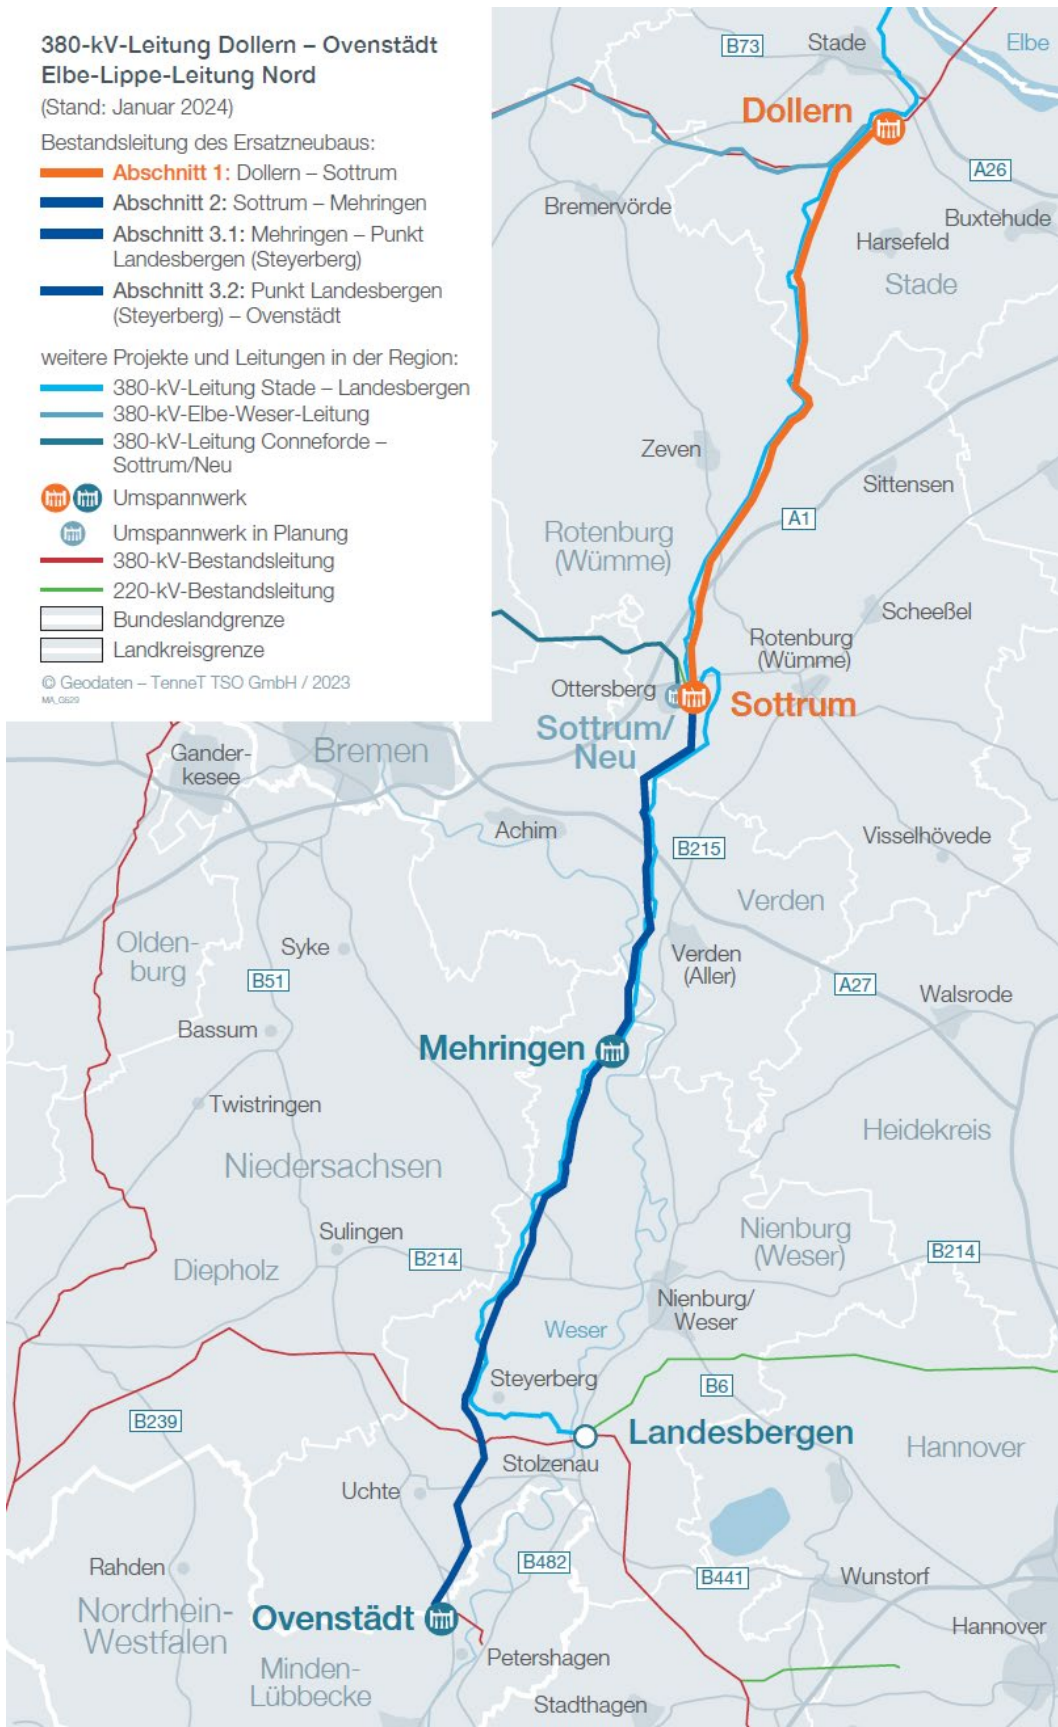 380-kV-Leitung Dollern – Ovenstädt
Elbe-Lippe-Leitung Nord
(Stand: Januar 2024)
Bestandsleitung des Ersatzneubaus:
Abschnitt 1: Dollern – Sottrum
Abschnitt 2: Sottrum – Mehringen
Abschnitt 3.1: Mehringen – Punkt
Landesbergen (Steyerberg)
Abschnitt 3.2: Punkt Landesbergen
(Steyerberg) – Ovenstädt
weitere Projekte und Leitungen in der Region:
380-kV-Leitung Stade – Landesbergen
380-kV-Elbe-Weser-Leitung
380-kV-Leitung Conneforde –
Sottrum/Neu
Umspannwerk
Umspannwerk in Planung
380-kV-Bestandsleitung
220-kV-Bestandsleitung
Bundeslandgrenze
Landkreisgrenze
© Geodaten – TenneT TSO GmbH / 2023
MA_G529
B73
Stade
Elbe
Dollern
A26
Bremervörde
Buxtehude
Harsefeld
Stade
Zeven
Sittensen
A1
Rotenburg
(Wümme)
Scheeßel
Rotenburg
(Wümme)
Ottersberg
Sottrum
Sottrum/
Neu
Gander-
kesee
Bremen
Achim
Visselhövede
B215
Verden
Olden-
burg
Syke
Verden
(Aller)
B51
A27
Walsrode
Bassum
Mehringen
Twistringen
Heidekreis
Niedersachsen
Sulingen
Nienburg
(Weser)
B214
B214
Diepholz
Nienburg/
Weser
Weser
Steyerberg
B6
B239
Landesbergen
Hannover
Stolzenau
Uchte
B482
Rahden
B441
Wunstorf
Nordrhein-
Westfalen
Ovenstädt
Hannover
Petershagen
Minden-
Lübbecke
Stadthagen